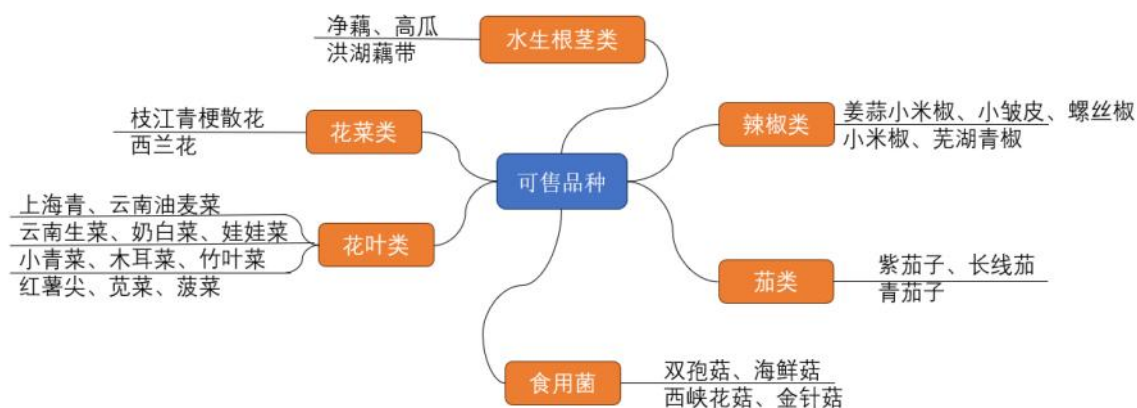 净藕、高瓜
洪湖藕带
水生根茎类
枝江青梗散花
西兰花
花菜类
辣椒类
姜蒜小米椒、小皱皮、螺丝椒
小米椒、芜湖青椒
可售品种
上海青、云南油麦菜
云南生菜、奶白菜、娃娃菜
小青菜、木耳菜、竹叶菜
红薯尖、苋菜、菠菜
花叶类
茄类
紫茄子、长线茄
青茄子
食用菌
双孢菇、海鲜菇
西峡花菇、金针菇